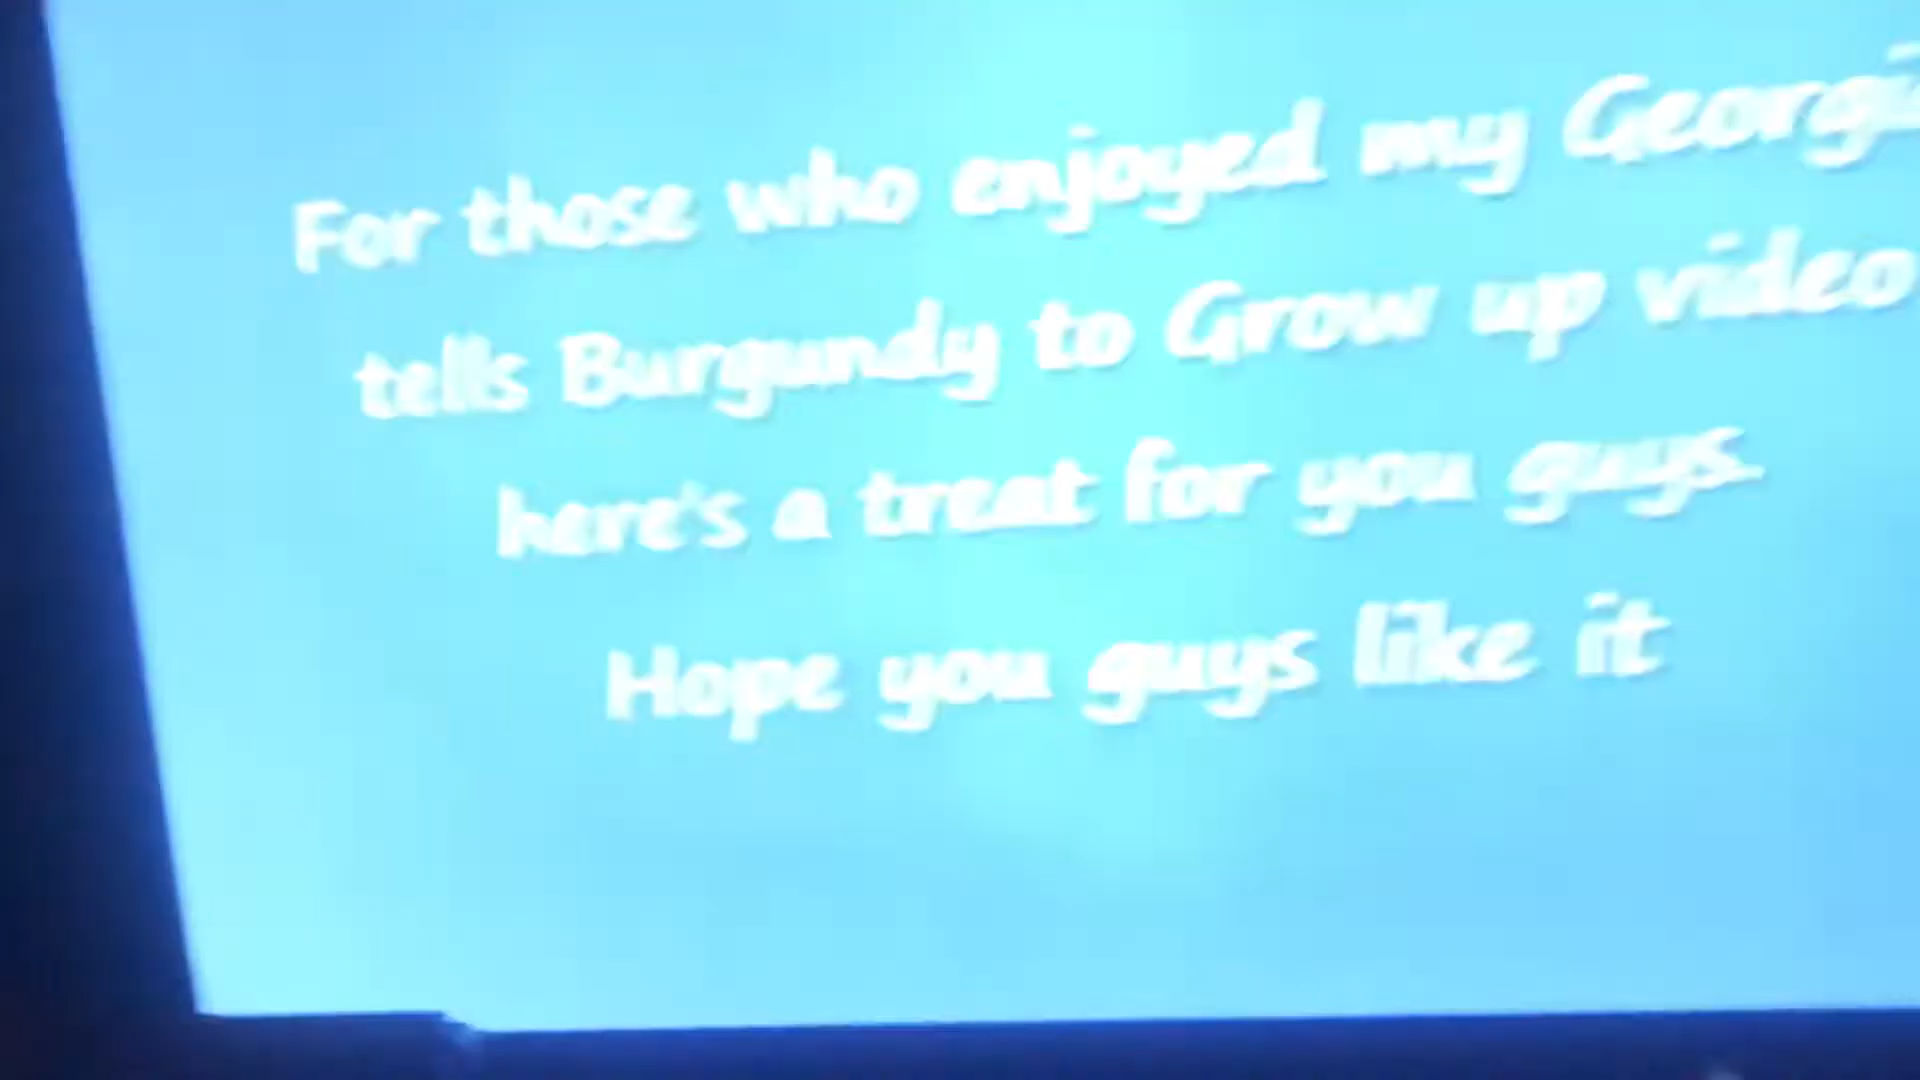 For those who enjoyed my Georgi
tells Burgundy to Grow up video
here's a treat for you guys.
Hope you guys like it